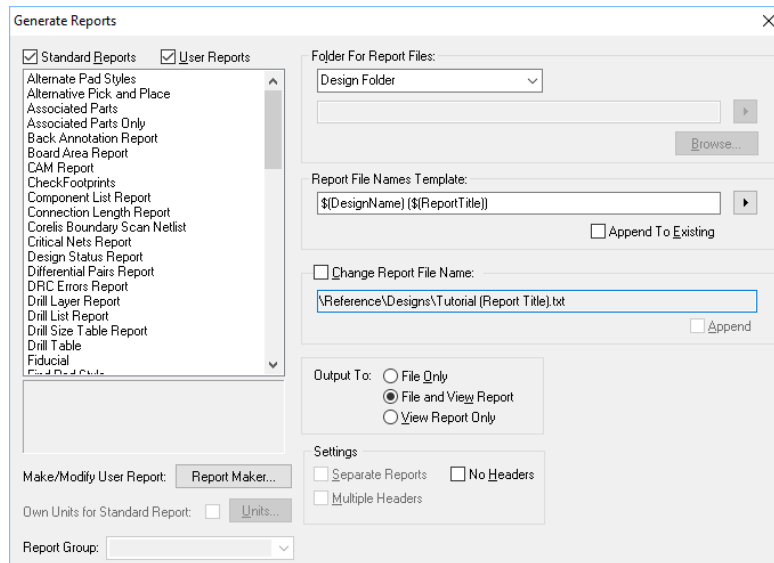 Generate Reports
Standard Reports
User Reports
Alternate Pad Styles
Alternative Pick and Place
Associated Parts
Associated Parts Only
Back Annotation Report
Board Area Report
CAM Report
CheckFootprints
Component List Report
Connection Length Report
Corelis Boundary Scan Netlist
Critical Nets Report
Design Status Report
Differential Pairs Report
DRC Errors Report
Drill Layer Report
Drill List Report
Drill Size Table Report
Drill Table
Fiducial
Find Pad Style
Make/Modify User Report:
Report Maker...
Own Units for Standard Report:
Units...
Report Group:
Folder For Report Files:
Design Folder
Browse...
Report File Names Template:
$(DesignName) ($(ReportTitle))
Append To Existing
Change Report File Name:
\Reference\Designs\Tutorial (Report Title).txt
Append
Output To:
File Only
File and View Report
View Report Only
Settings
Separate Reports
No Headers
Multiple Headers